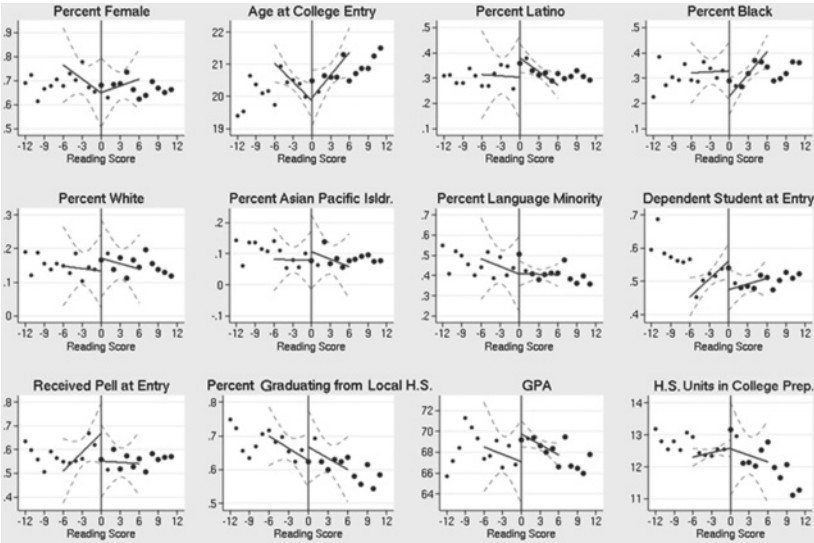 Percent Female
Age at College Entry
Percent Latino
Percent Black
.9
.8
.7
.6
.5
22
21
20
19
.5
.4
.3
.2
.1
.5
.4
.3
.2
.1
-12 -9 -6 -3 0 3 6 9 12
-12 -9 -6 -3 0 3 6 9 12
-12 -9 -6 -3 0 3 6 9 12
-12 -9 -6 -3 0 3 6 9 12
Reading Score
Reading Score
Reading Score
Reading Score
Percent White
Percent Asian Pacific Isldr.
Percent Language Minority
Dependent Student at Entry
.3
.2
.1
0
.2
.1
0
-.1
.7
.6
.5
.4
.3
.2
.7
.6
.5
.4
-12 -9 -6 -3 0 3 6 9 12
-12 -9 -6 -3 0 3 6 9 12
-12 -9 -6 -3 0 3 6 9 12
-12 -9 -6 -3 0 3 6 9 12
Reading Score
Reading Score
Reading Score
Reading Score
Received Pell at Entry
Percent Graduating from Local H.S.
GPA
H.S. Units in College Prep.
.8
.7
.6
.5
.4
.8
.7
.6
.5
72
70
68
66
64
14
13
12
11
-12 -9 -6 -3 0 3 6 9 12
-12 -9 -6 -3 0 3 6 9 12
-12 -9 -6 -3 0 3 6 9 12
-12 -9 -6 -3 0 3 6 9 12
Reading Score
Reading Score
Reading Score
Reading Score